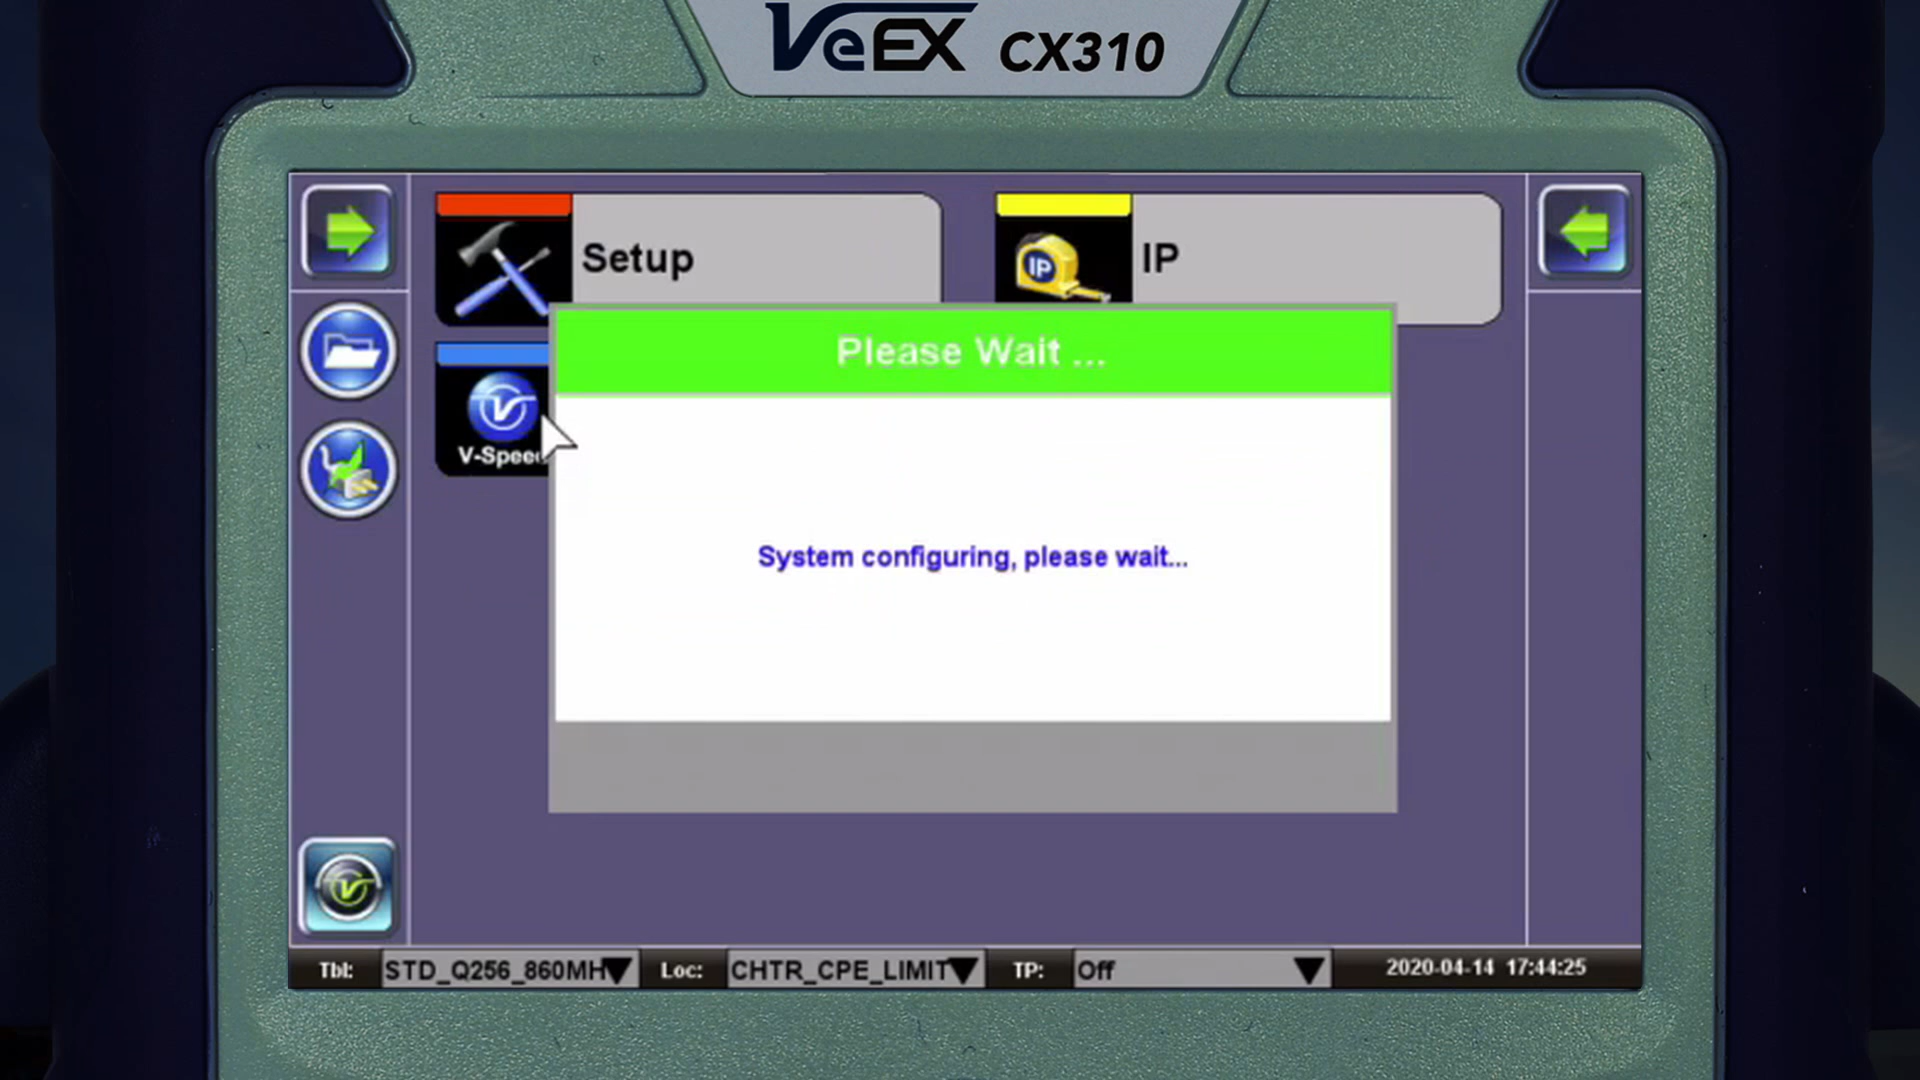 VeEX CX310
Setup
IP
IP
Please Wait ...
V-Speed
System configuring, please wait...
Tbl: STD_Q256_860MH Loc: CHTR_CPE_LIMIT TP: Off 2020-04-14 17:44:25